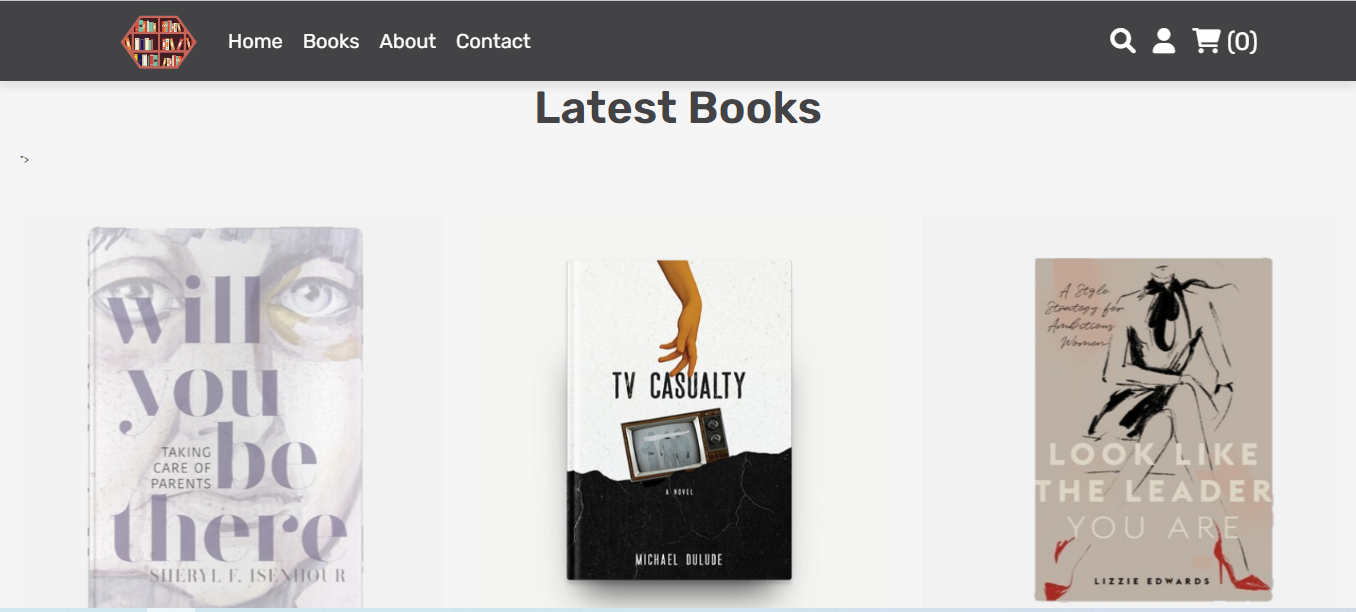 Home Books About Contact (0)
Latest Books
">
will
you
be
TAKING
CARE OF
PARENTS
there
SHERYL F. ISENHOUR
TV CASUALTY
A NOVEL
MICHAEL DULUDE
A Style
Strategy for
Ambitious
Women
LOOK LIKE
THE LEADER
YOU ARE
LIZZIE EDWARDS